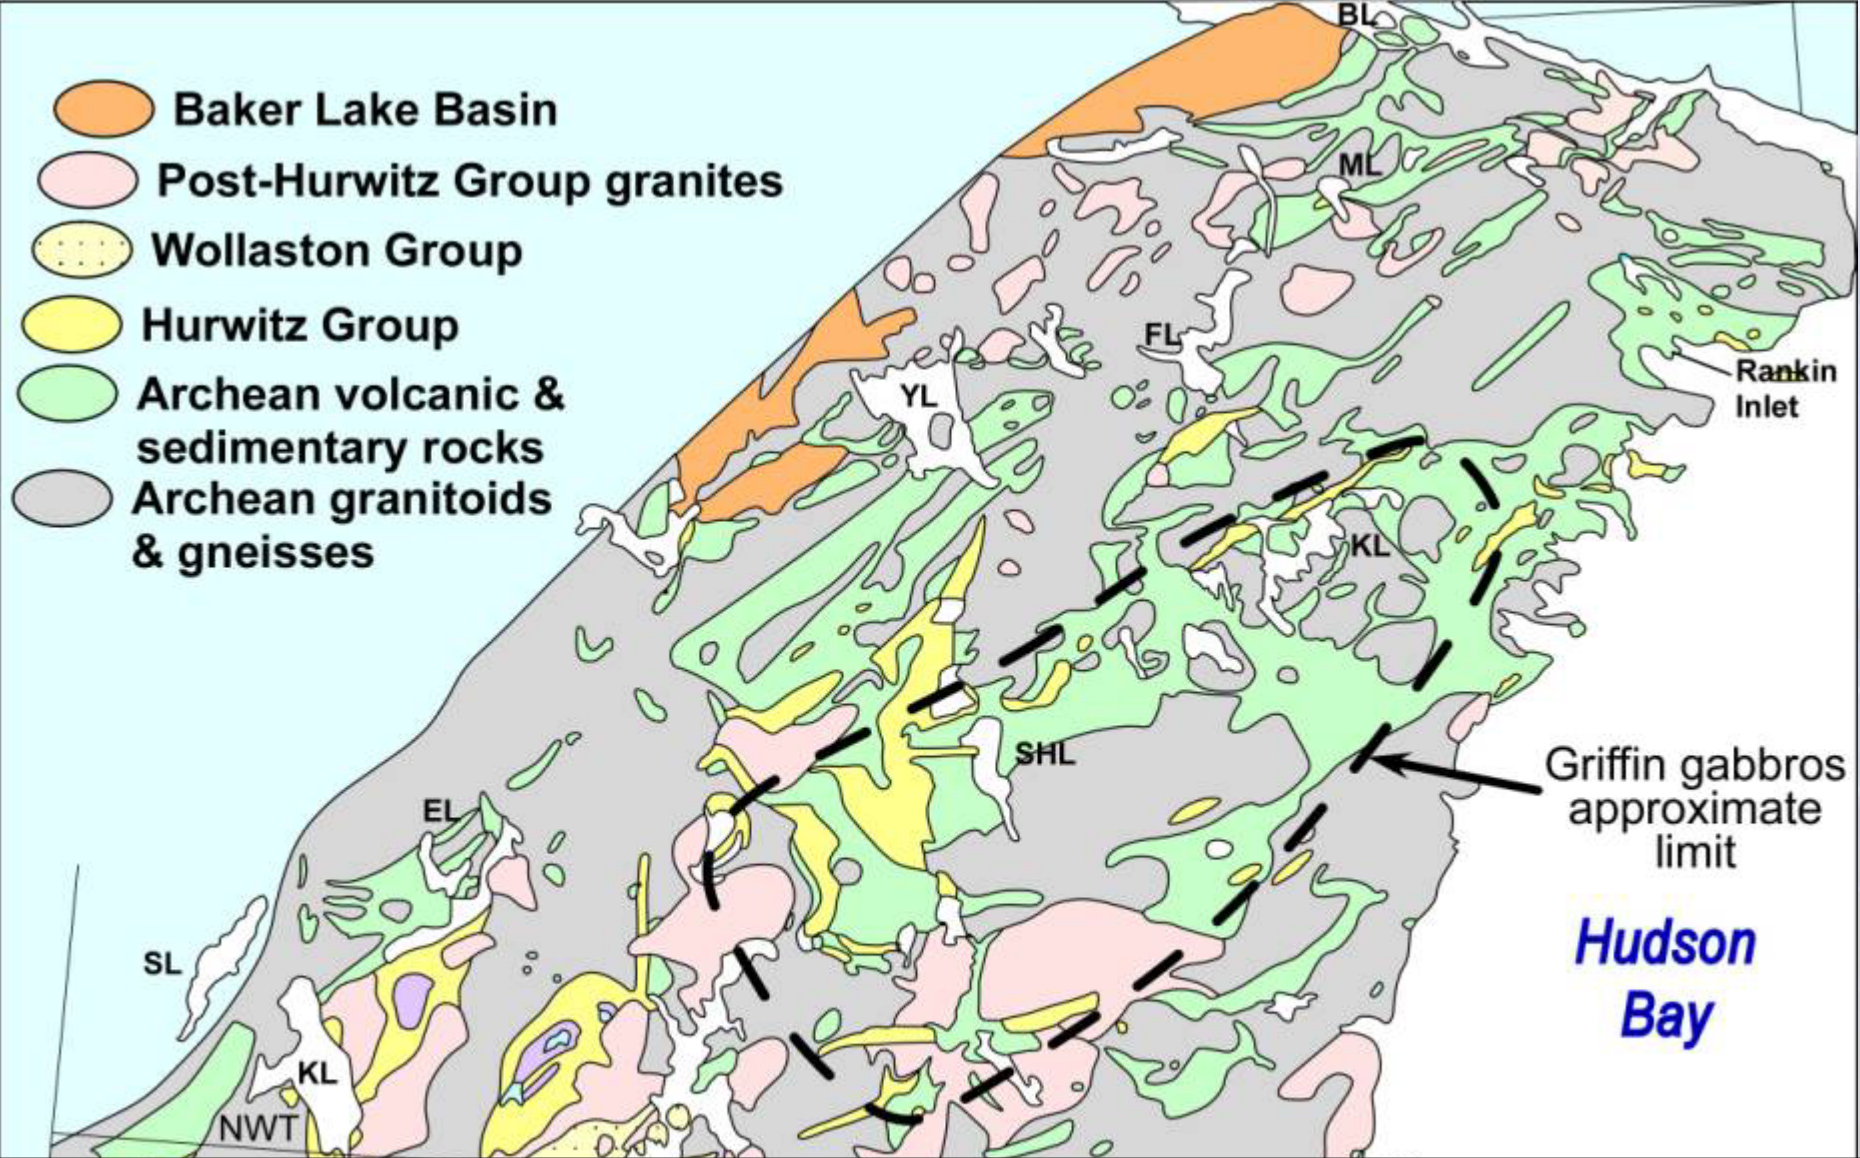 BL
Baker Lake Basin
Post-Hurwitz Group granites
ML
Wollaston Group
Hurwitz Group
FL
Rankin
Inlet
YL
Archean volcanic &
sedimentary rocks
Archean granitoids
& gneisses
KL
SHL
Griffin gabbros
approximate
limit
EL
Hudson
Bay
SL
KL
NWT